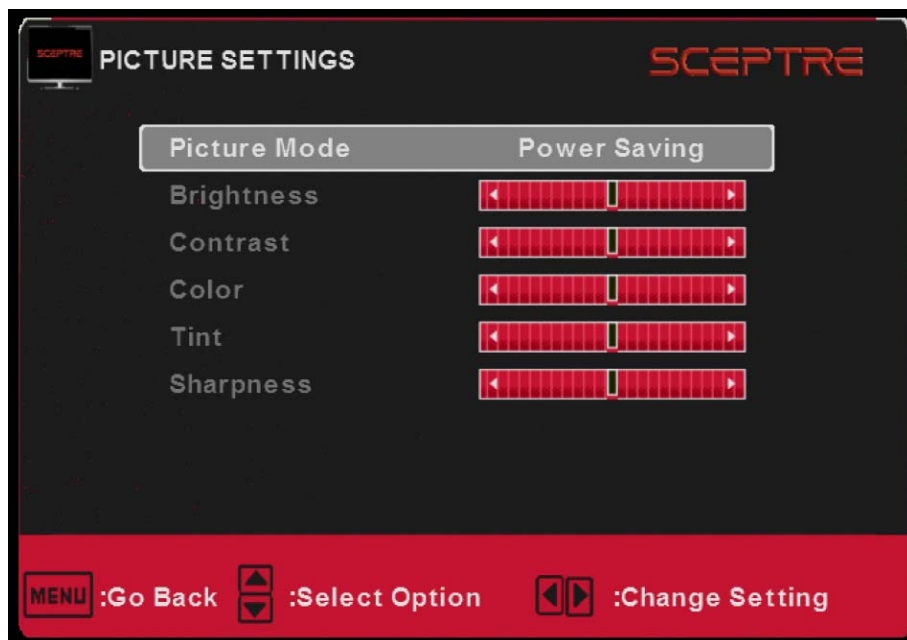 SCEPTRE
PICTURE SETTINGS
SCEPTRE
Picture Mode Power Saving
Brightness
Contrast
Color
Tint
Sharpness
MENU :Go Back :Select Option :Change Setting